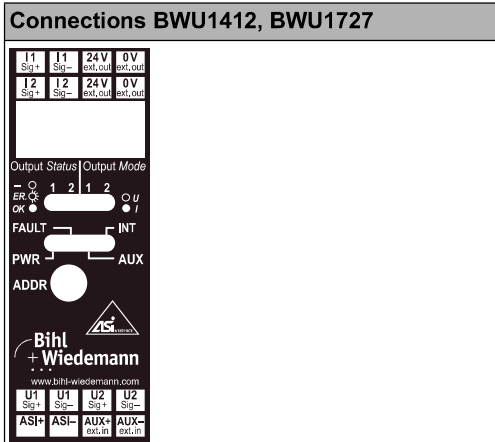 Connections BWU1412, BWU1727
I1 I1 24V 0V
Sig+ Sig– ext.out ext.out
I2 I2 24V 0V
Sig+ Sig– ext.out ext.out
Output Status Output Mode
– 1 2 1 2
ER. U
OK I
FAULT INT
PWR AUX
ADDR
ASi
INTERFACE
Bihl
+ Wiedemann
www.bihl-wiedemann.com
U1 U1 U2 U2
Sig+ Sig– Sig+ Sig–
ASI+ ASI– AUX+ AUX–
ext.in ext.in